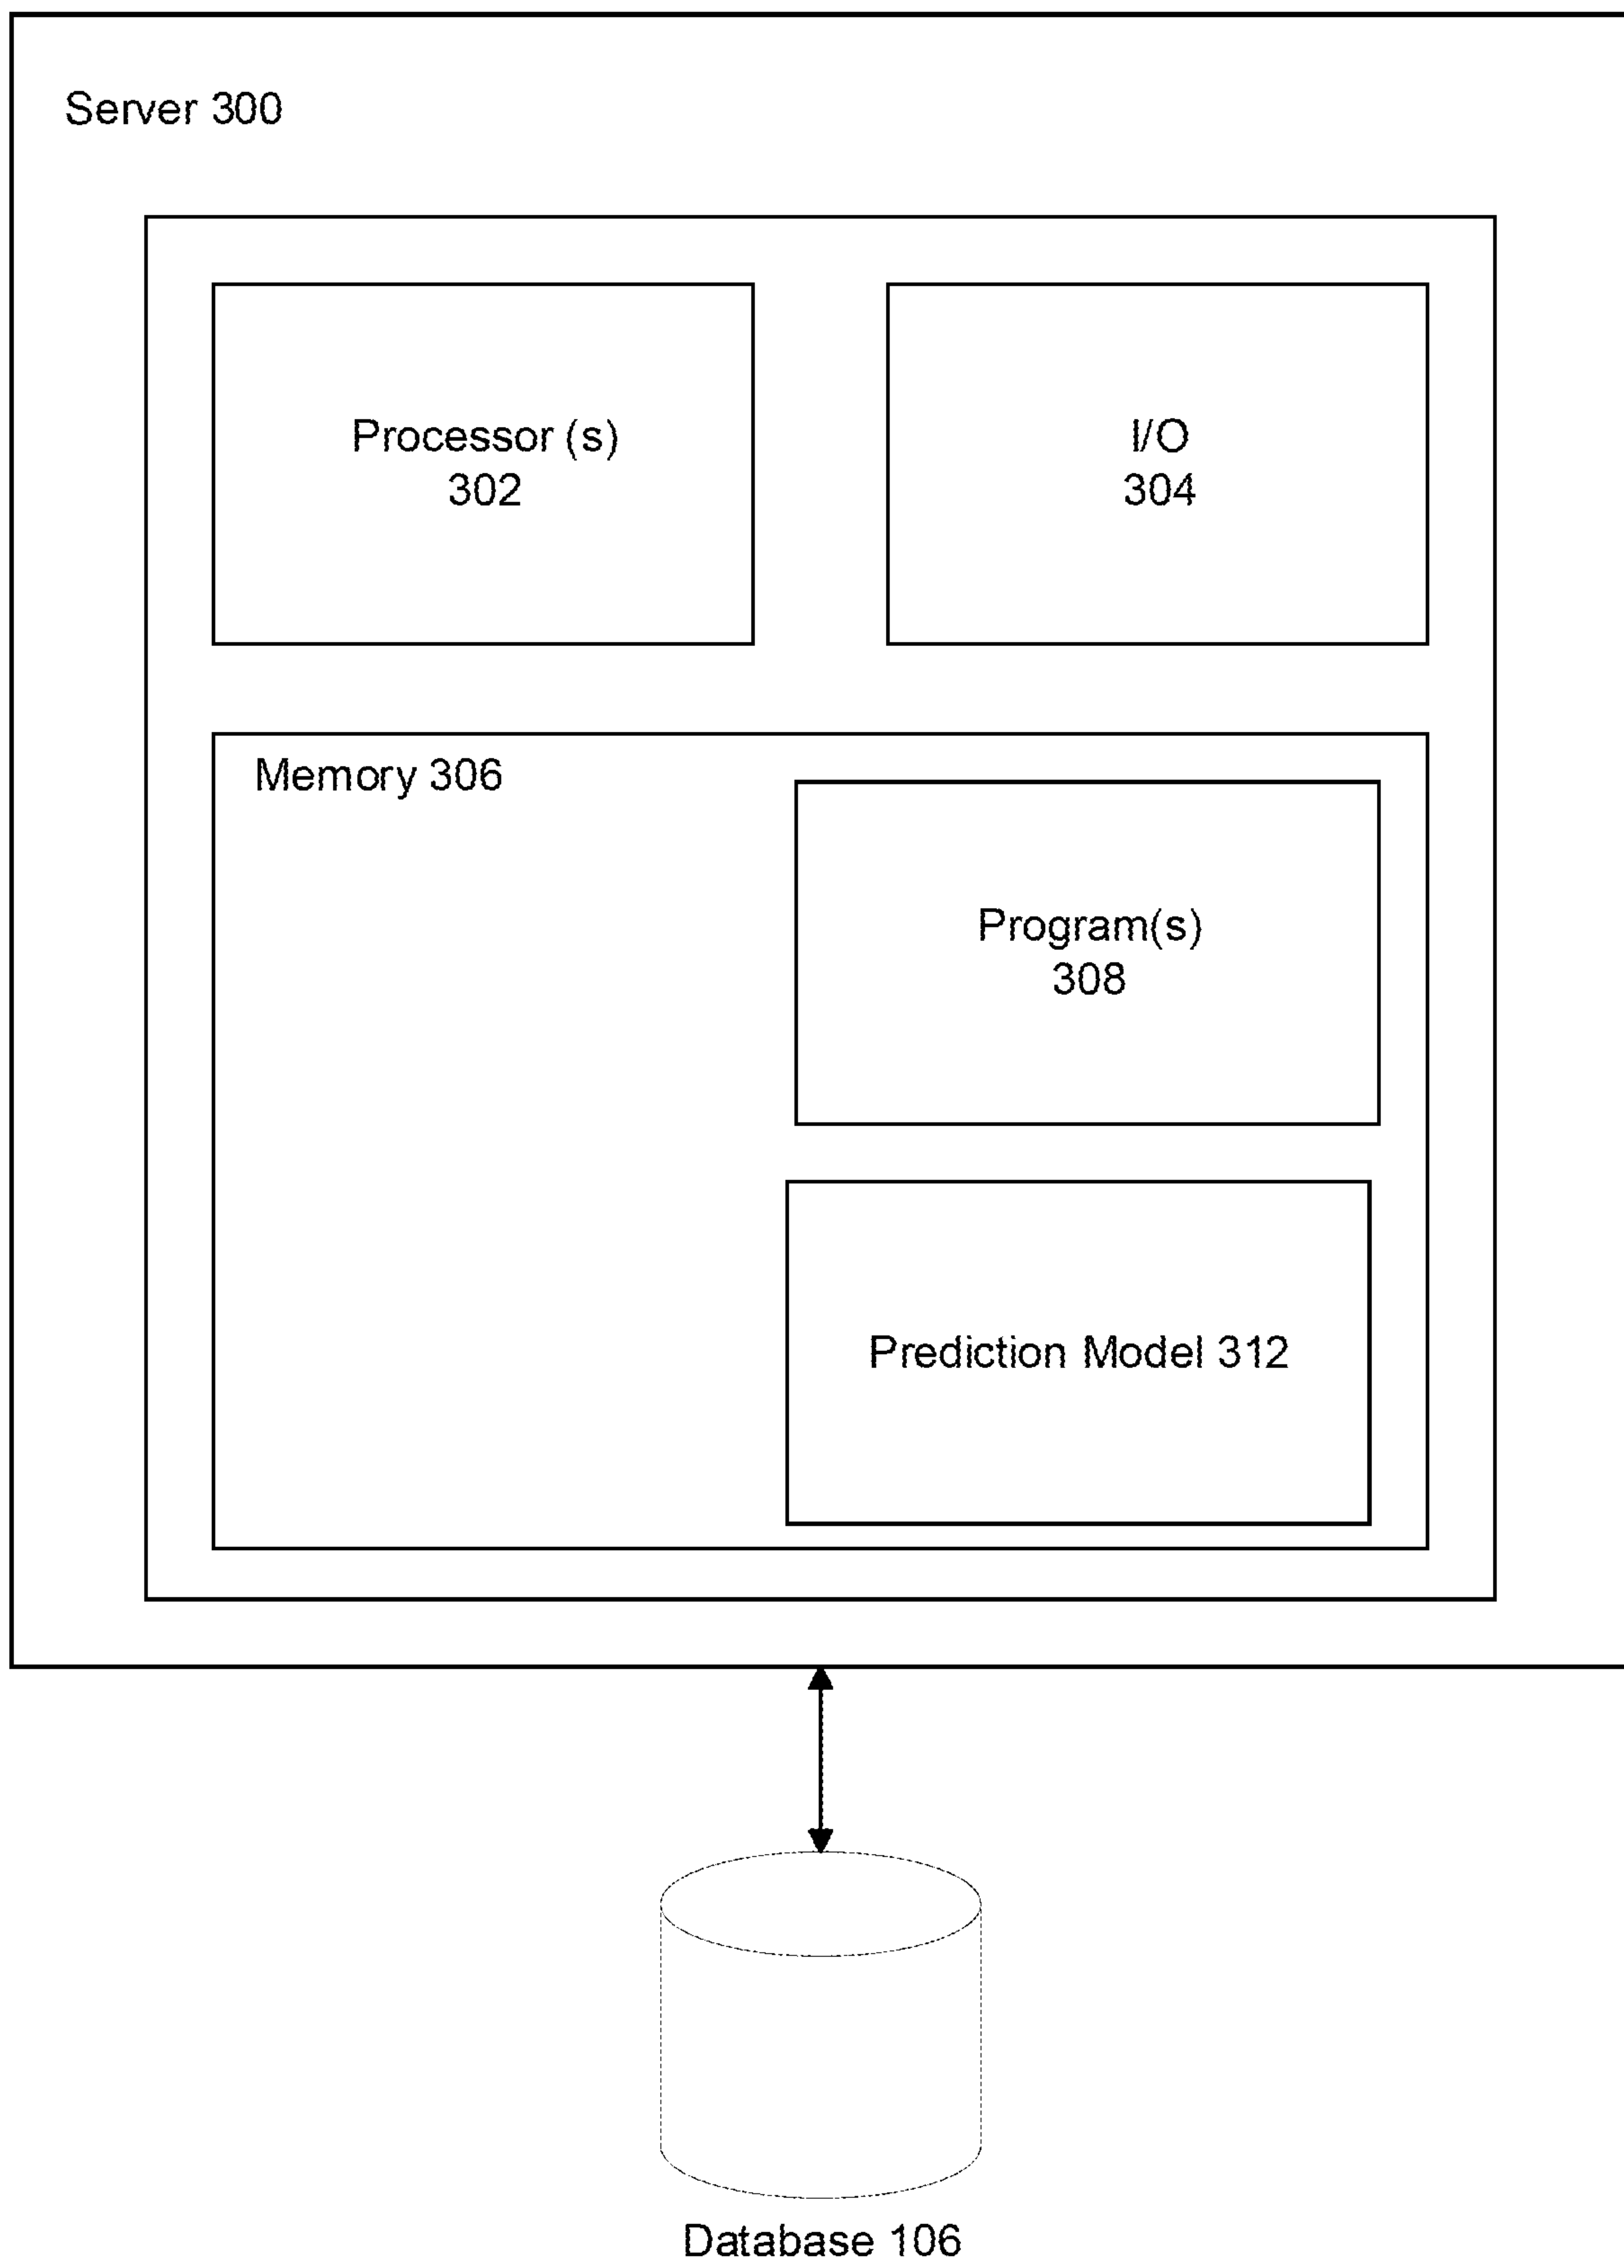 Server 300
Processor (s)
302
I/O
304
Memory 306
Program(s)
308
Prediction Model 312
Database 106